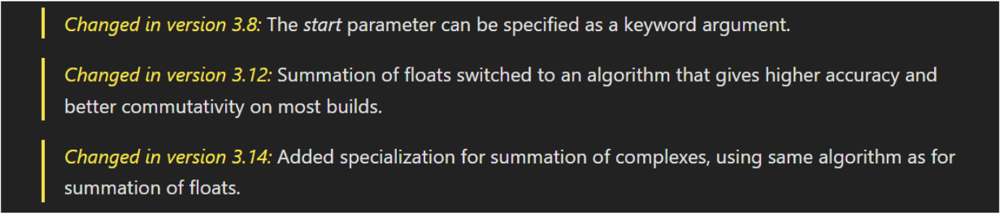 Changed in version 3.8: The start parameter can be specified as a keyword argument.
Changed in version 3.12: Summation of floats switched to an algorithm that gives higher accuracy and
better commutativity on most builds.
Changed in version 3.14: Added specialization for summation of complexes, using same algorithm as for
summation of floats.